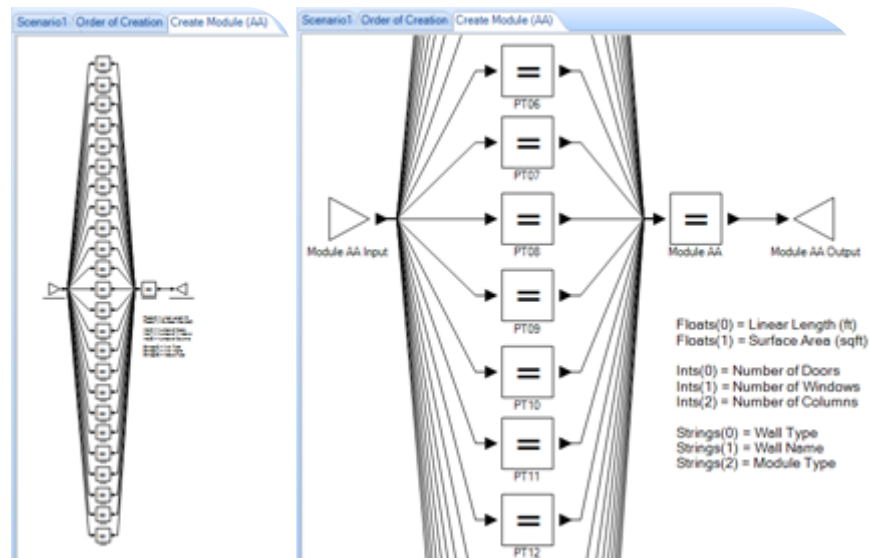 Scenario1 Order of Creation Create Module (AA)
Scenario1 Order of Creation Create Module (AA)
=
PT06
=
PT07
=
PT08
Module AA Input
=
Module AA
Module AA Output
=
PT09
=
PT10
=
PT11
=
PT12
Floats(0) = Linear Length (ft)
Floats(1) = Surface Area (sqft)
Ints(0) = Number of Doors
Ints(1) = Number of Windows
Ints(2) = Number of Columns
Strings(0) = Wall Type
Strings(1) = Wall Name
Strings(2) = Module Type